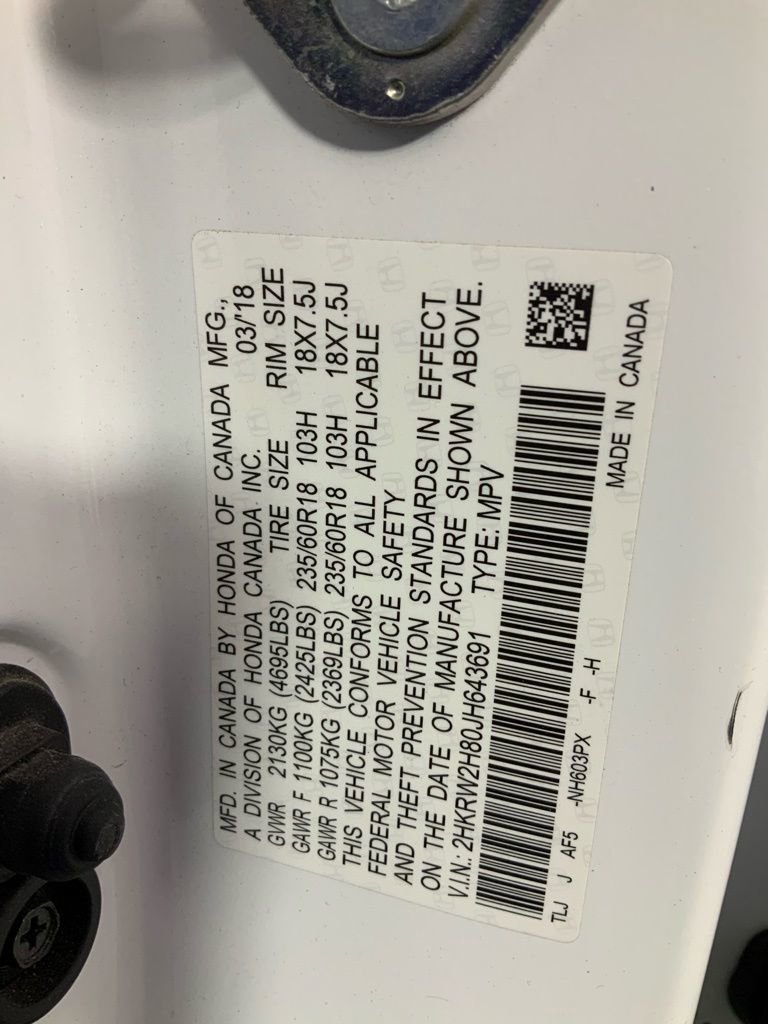 MFD. IN CANADA BY HONDA OF CANADA MFG.,
A DIVISION OF HONDA CANADA INC. 03/'18
GVWR 2130KG (4695LBS) TIRE SIZE RIM SIZE
GAWR F 1100KG (2425LBS) 235/60R18 103H 18X7.5J
GAWR R 1075KG (2369LBS) 235/60R18 103H 18X7.5J
THIS VEHICLE CONFORMS TO ALL APPLICABLE
FEDERAL MOTOR VEHICLE SAFETY
AND THEFT PREVENTION STANDARDS IN EFFECT
ON THE DATE OF MANUFACTURE SHOWN ABOVE.
V.I.N.: 2HKRW2H80JH643691 TYPE: MPV
TLJ J AF5 -NH603PX -F -H
MADE IN CANADA